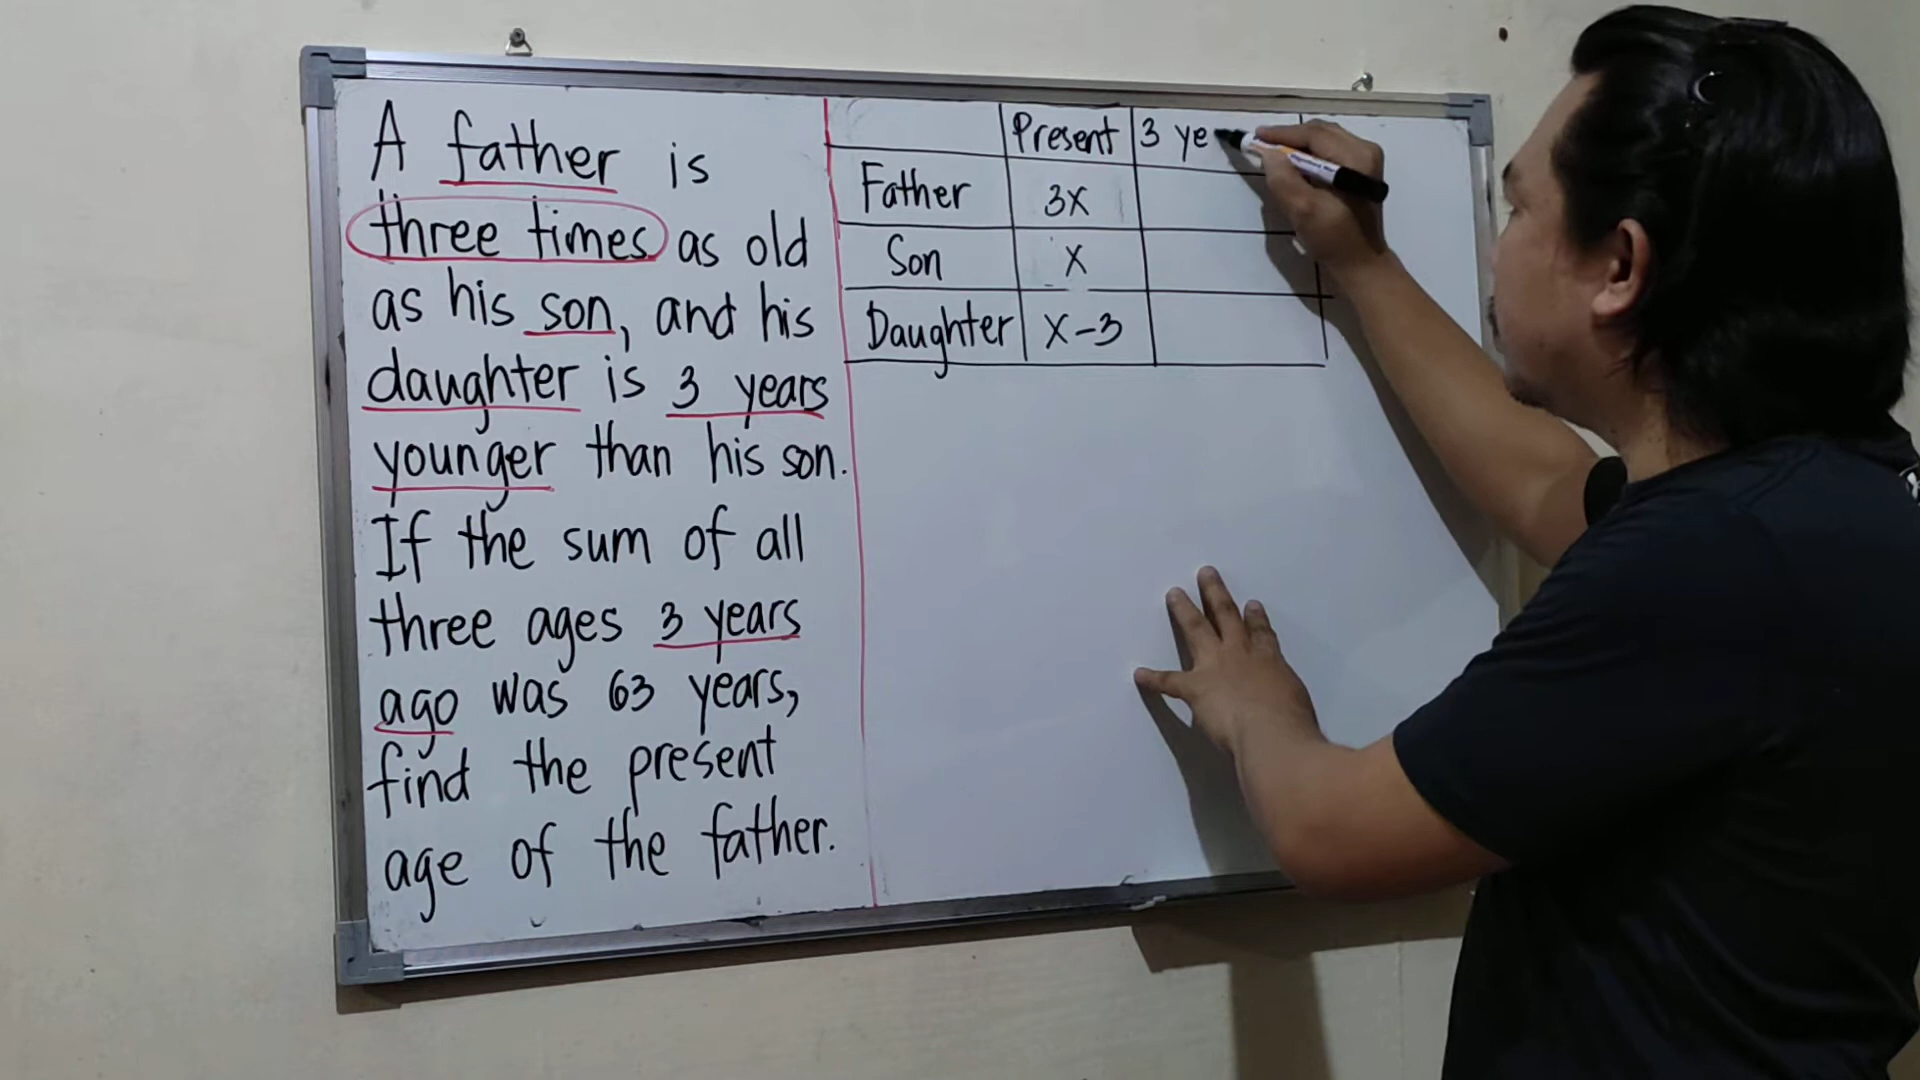 A father is
three times as old
as his son, and his
daughter is 3 years
younger than his son.
If the sum of all
three ages 3 years
ago was 63 years,
find the present
age of the father.
Present 3 ye
Father 3x
Son x
Daughter x-3